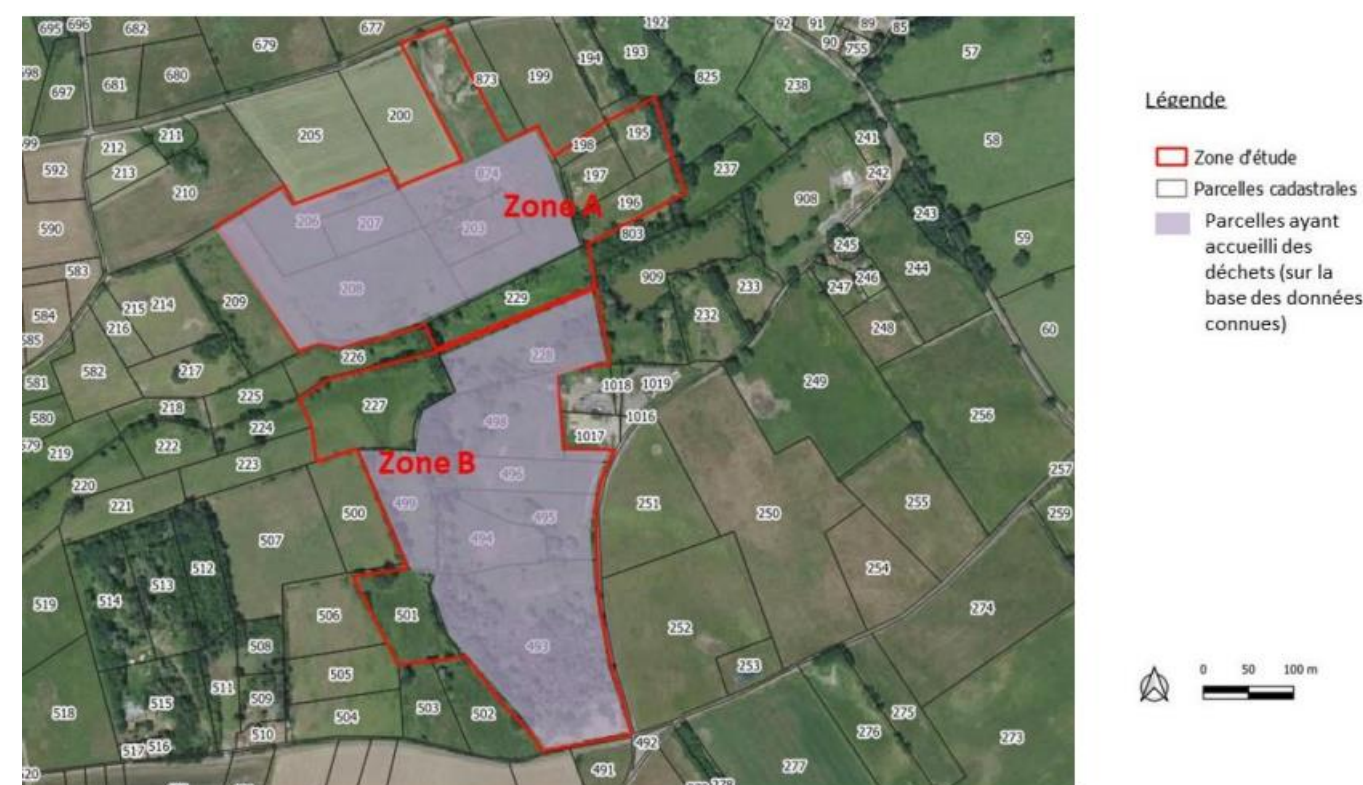 695 696 682 677 192 92 91 89 85
679 193 90 755 57
698 681 680 873 199 194 825 238
697 200
205 195 241 58
699 211 198
592 212 213 197 237 242
210 874 196 908
206 207 203 Zone A 243
590 803 245 59
583 208 909 244
215 214 209 229 233 247 246
584 216 232 248 60
585 226 228
581 582 217 225 1018 1019 249
580 218 227 498 1016 256
224
219 222 1017
223 Zone B 496 257
220 221 499 495 251 250 255 259
500
507 494
513 512 254
519 514 506 501 252 274
508 493
505 253
511 509
518 515 504 503 502 275
517 516 510 492 276 273
491 277
Légende
Zone d'étude
Parcelles cadastrales
Parcelles ayant
accueilli des
déchets (sur la
base des données
connues)
0 50 100 m